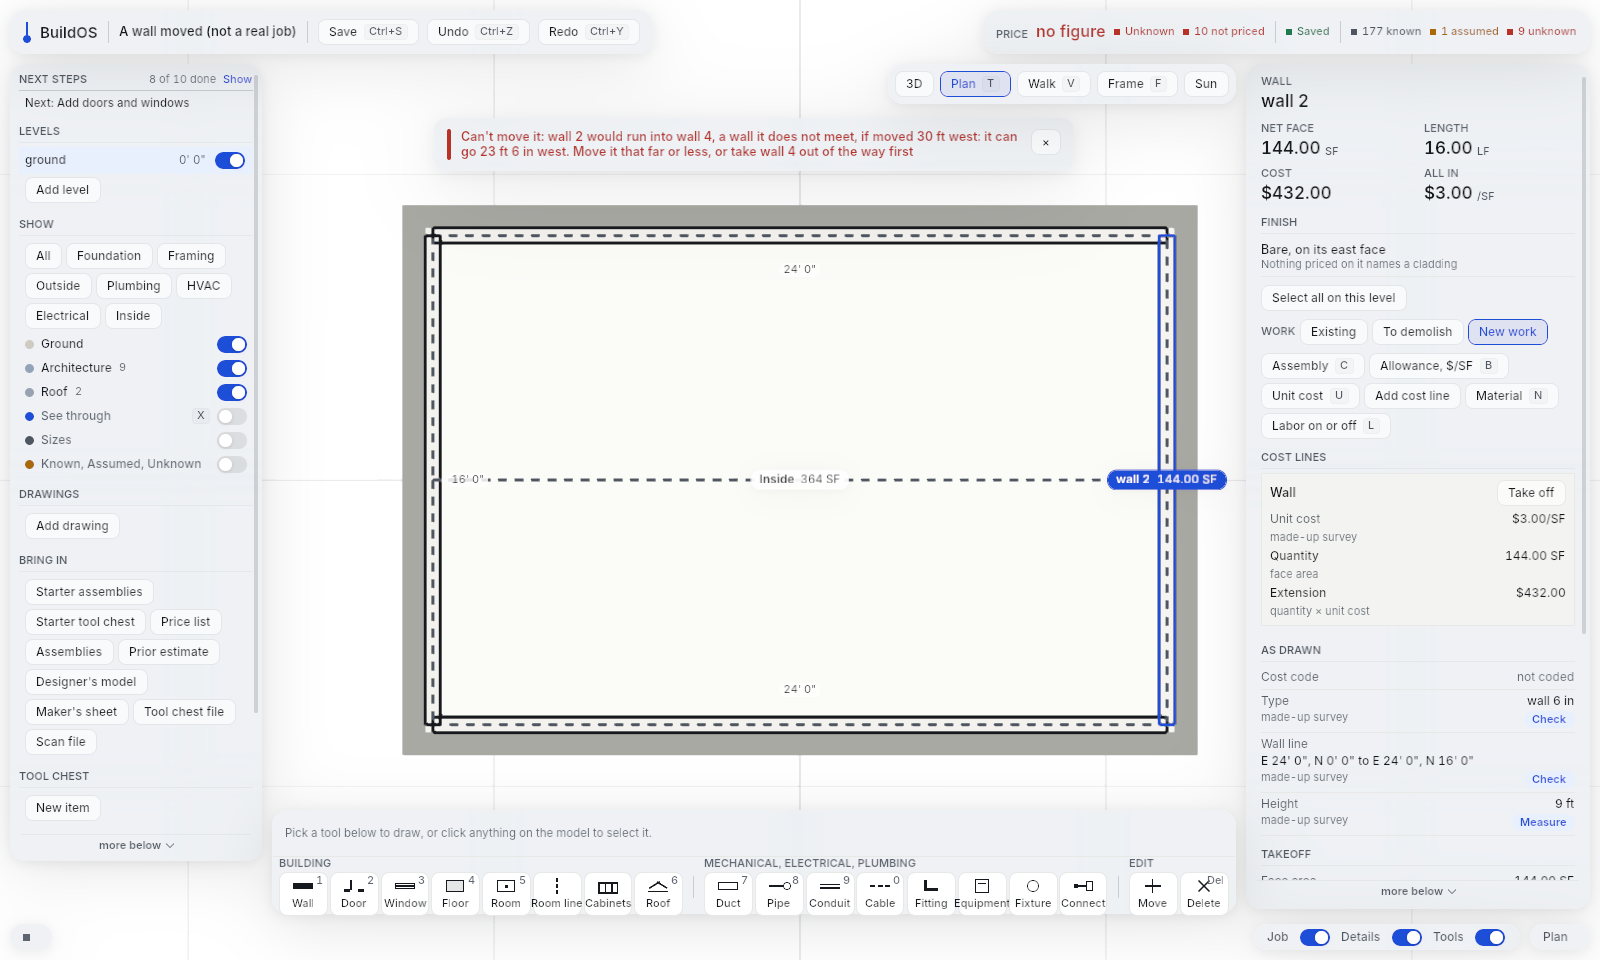 BuildOS
A wall moved (not a real job)
Save Ctrl+S
Undo Ctrl+Z
Redo Ctrl+Y
PRICE no figure Unknown 10 not priced Saved 177 known 1 assumed 9 unknown
NEXT STEPS 8 of 10 done Show
Next: Add doors and windows
LEVELS
ground 0' 0"
Add level
SHOW
All Foundation Framing
Outside Plumbing HVAC
Electrical Inside
Ground
Architecture 9
Roof 2
See through X
Sizes
Known, Assumed, Unknown
DRAWINGS
Add drawing
BRING IN
Starter assemblies
Starter tool chest Price list
Assemblies Prior estimate
Designer's model
Maker's sheet Tool chest file
Scan file
TOOL CHEST
New item
more below
3D Plan T Walk V Frame F Sun
Can't move it: wall 2 would run into wall 4, a wall it does not meet, if moved 30 ft west: it can
go 23 ft 6 in west. Move it that far or less, or take wall 4 out of the way first
×
24' 0"
16' 0"
Inside 364 SF
wall 2 144.00 SF
24' 0"
Pick a tool below to draw, or click anything on the model to select it.
BUILDING
Wall 1
Door 2
Window 3
Floor 4
Room 5
Room line
Cabinets
Roof 6
MECHANICAL, ELECTRICAL, PLUMBING
Duct 7
Pipe 8
Conduit 9
Cable 0
Fitting
Equipment
Fixture
Connect
EDIT
Move
Delete Del
WALL
wall 2
NET FACE LENGTH
144.00 SF 16.00 LF
COST ALL IN
$432.00 $3.00 /SF
FINISH
Bare, on its east face
Nothing priced on it names a cladding
Select all on this level
WORK Existing To demolish New work
Assembly C Allowance, $/SF B
Unit cost U Add cost line Material N
Labor on or off L
COST LINES
Wall Take off
Unit cost $3.00/SF
made-up survey
Quantity 144.00 SF
face area
Extension $432.00
quantity × unit cost
AS DRAWN
Cost code not coded
Type wall 6 in
made-up survey Check
Wall line
E 24' 0", N 0' 0" to E 24' 0", N 16' 0"
made-up survey Check
Height 9 ft
made-up survey Measure
TAKEOFF
Face area 144.00 SF
more below
Job Details Tools Plan